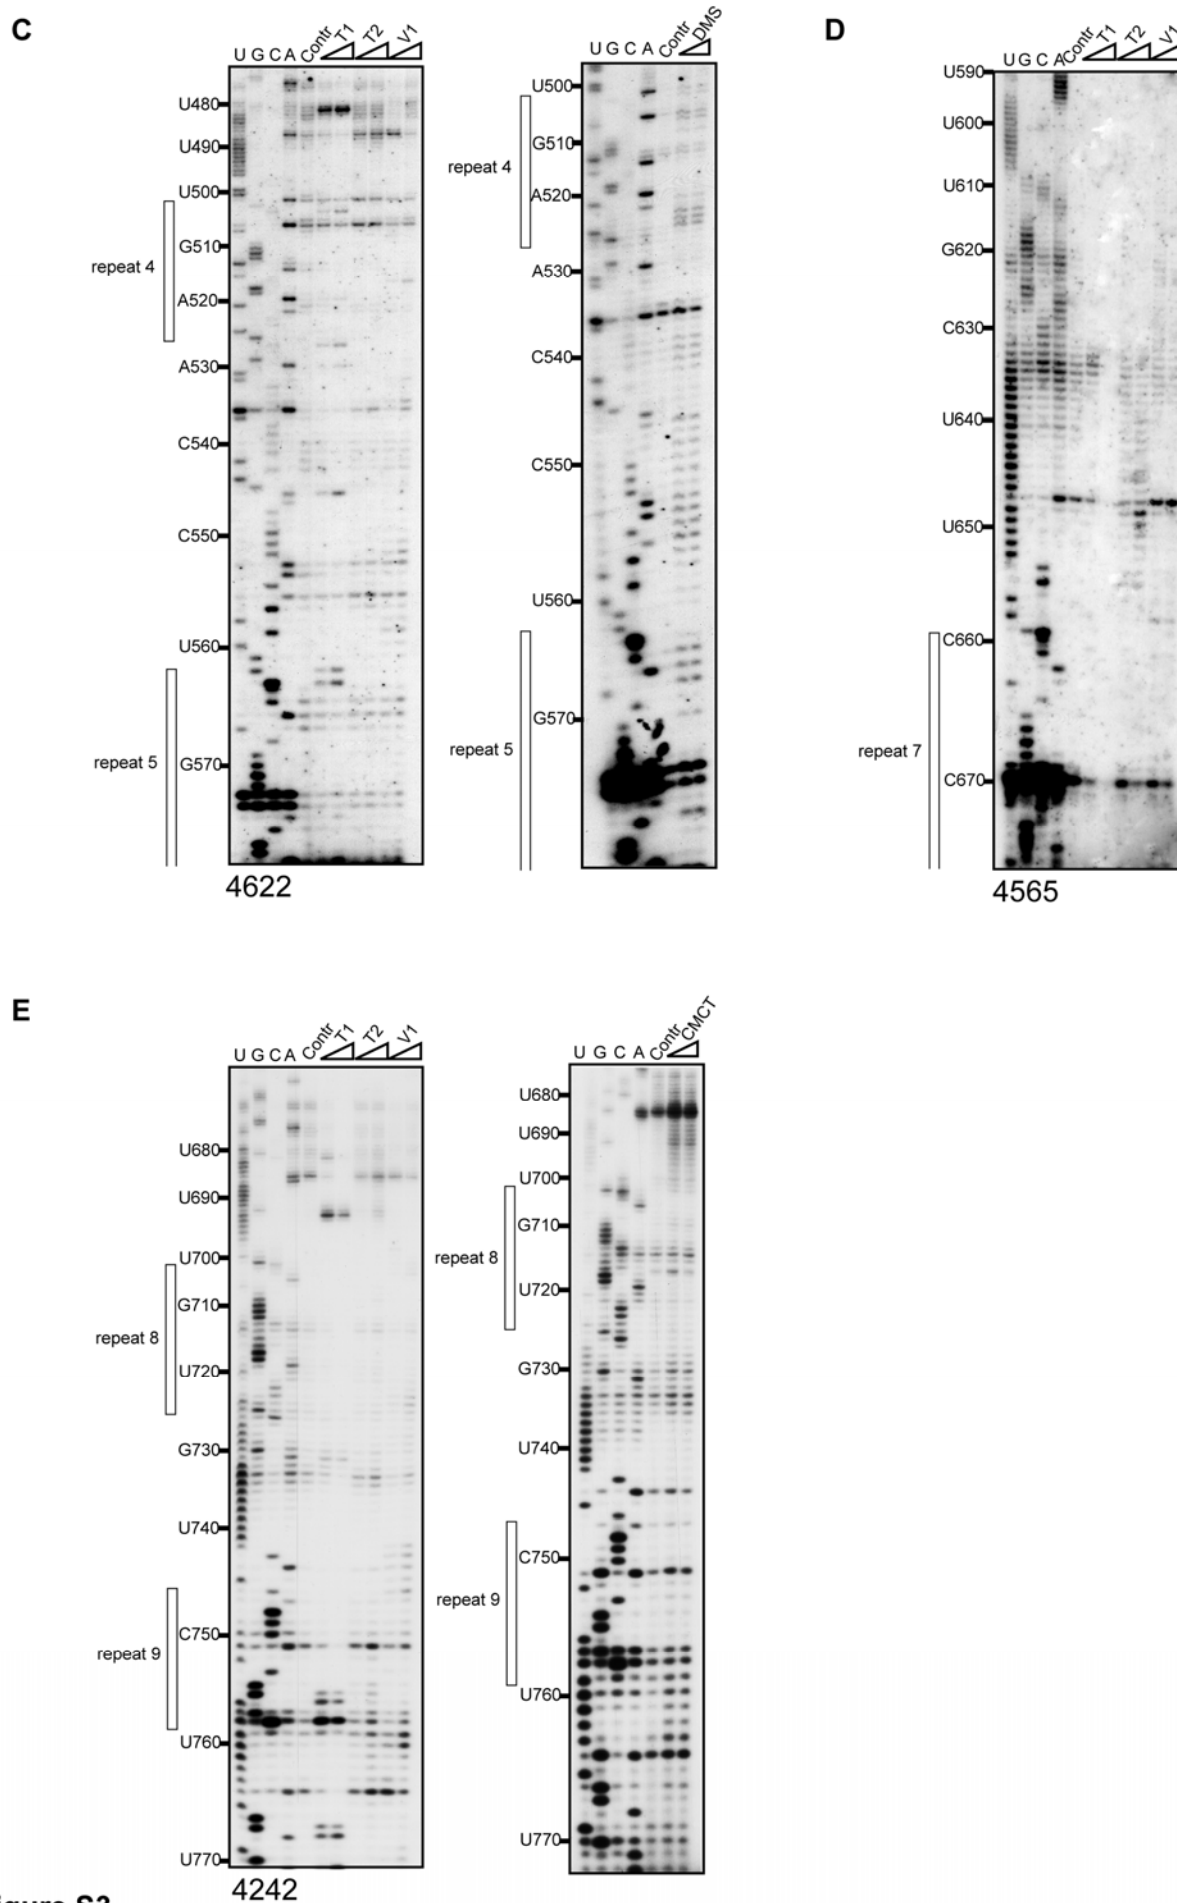 C
U G C A Contr T1 T2 V1
U480
U490
U500
repeat 4
G510
A520
A530
C540
C550
U560
repeat 5
G570
4622
U G C A Contr DMS
U500
G510
repeat 4
A520
A530
C540
C550
U560
G570
repeat 5
D
U G C A Contr T1 T2 V1
U590
U600
U610
G620
C630
U640
U650
C660
repeat 7
C670
4565
E
U G C A Contr T1 T2 V1
U680
U690
U700
G710
repeat 8
U720
G730
U740
C750
repeat 9
U760
U770
4242
U G C A Contr CMCT
U680
U690
U700
G710
repeat 8
U720
G730
U740
C750
repeat 9
U760
U770